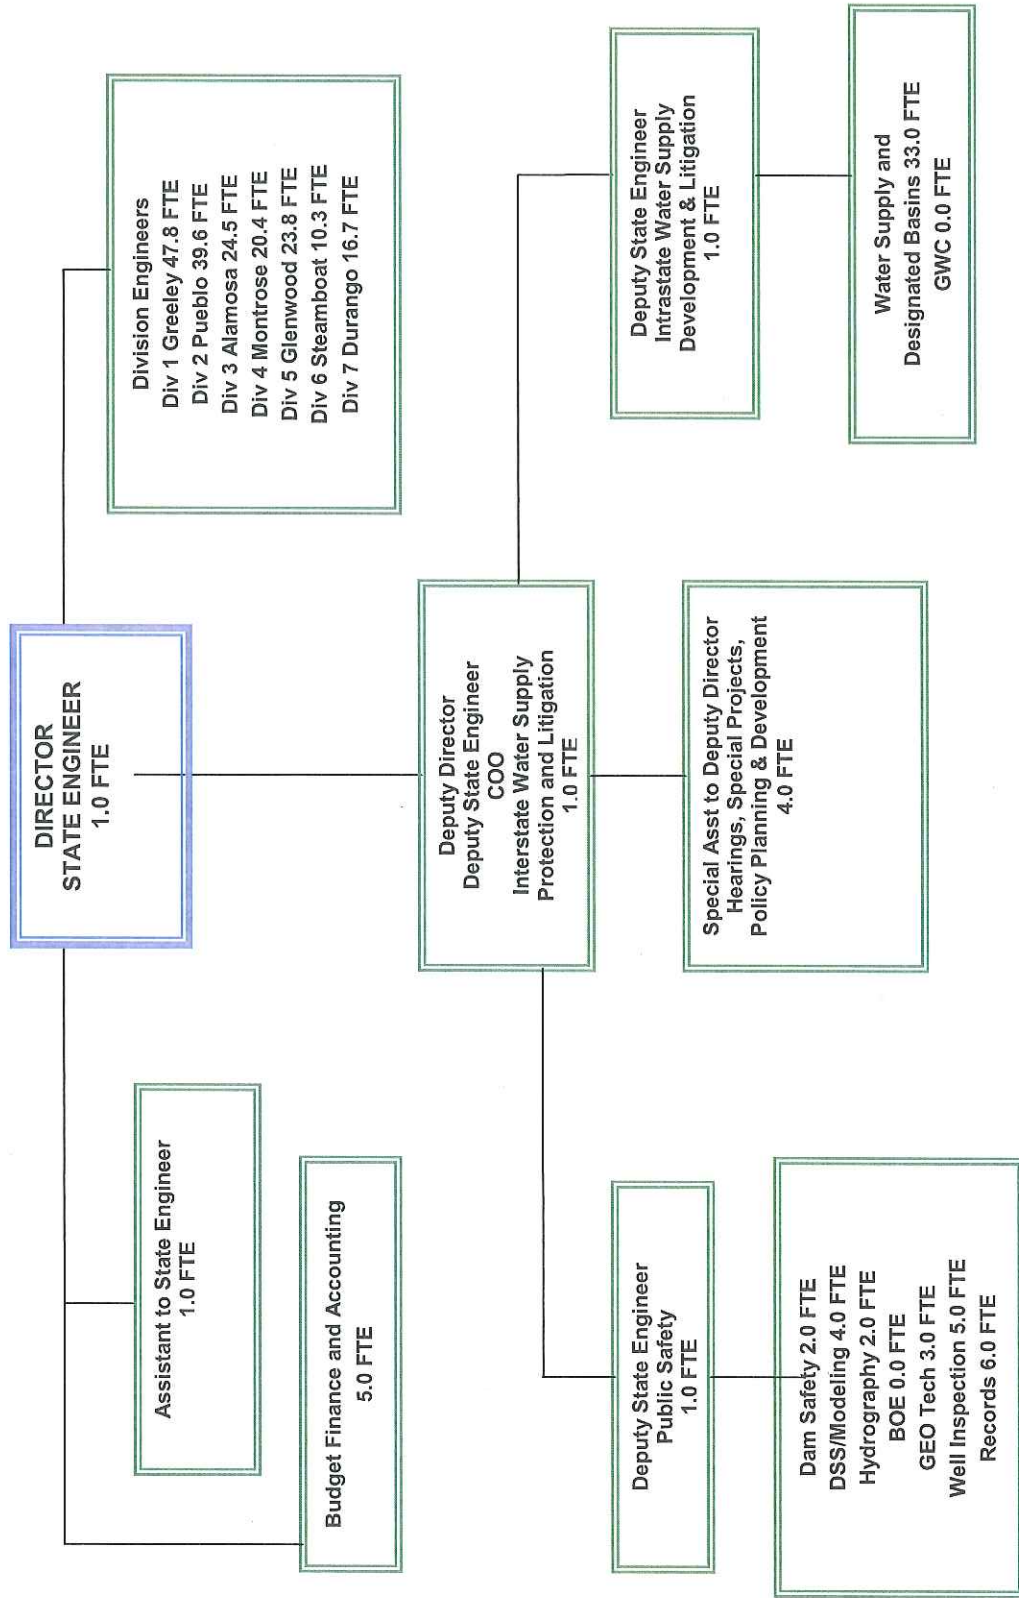 DIRECTOR
STATE ENGINEER
1.0 FTE
Assistant to State Engineer
1.0 FTE
Budget Finance and Accounting
5.0 FTE
Division Engineers
Div 1 Greeley 47.8 FTE
Div 2 Pueblo 39.6 FTE
Div 3 Alamosa 24.5 FTE
Div 4 Montrose 20.4 FTE
Div 5 Glenwood 23.8 FTE
Div 6 Steamboat 10.3 FTE
Div 7 Durango 16.7 FTE
Deputy Director
Deputy State Engineer
COO
Interstate Water Supply
Protection and Litigation
1.0 FTE
Deputy State Engineer
Public Safety
1.0 FTE
Dam Safety 2.0 FTE
DSS/Modeling 4.0 FTE
Hydrography 2.0 FTE
BOE 0.0 FTE
GEO Tech 3.0 FTE
Well Inspection 5.0 FTE
Records 6.0 FTE
Special Asst to Deputy Director
Hearings, Special Projects,
Policy Planning & Development
4.0 FTE
Deputy State Engineer
Intrastate Water Supply
Development & Litigation
1.0 FTE
Water Supply and
Designated Basins 33.0 FTE
GWC 0.0 FTE